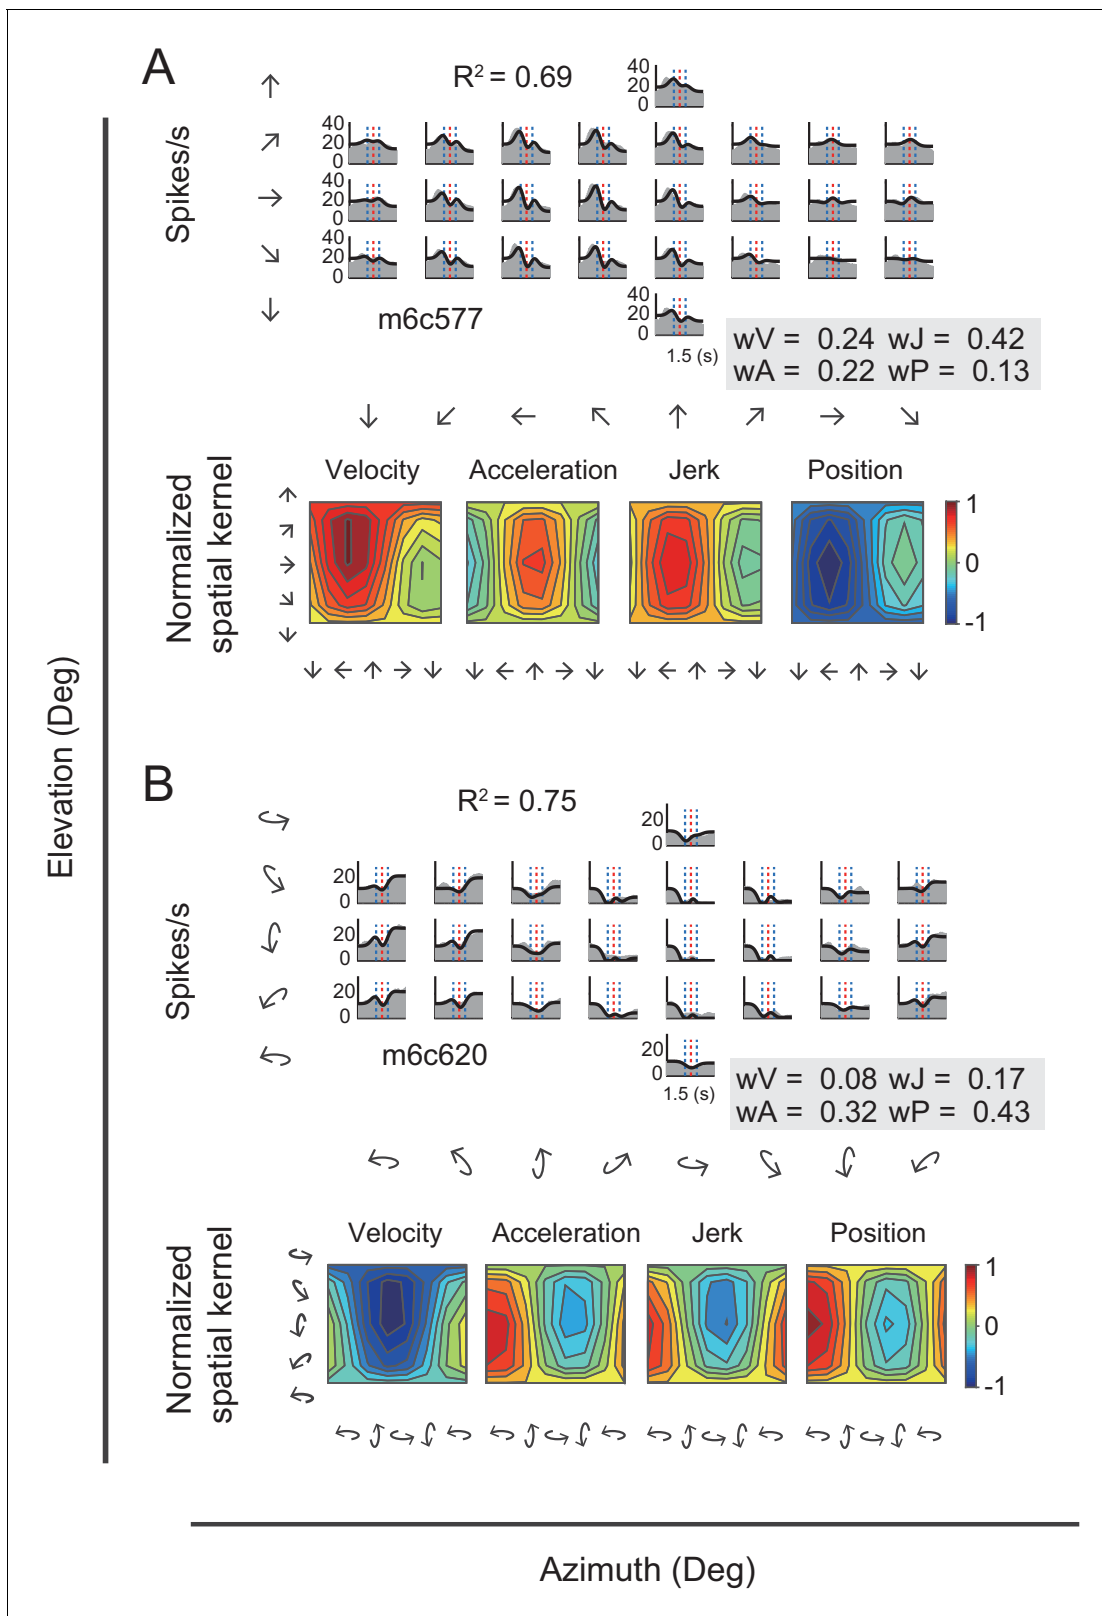 A
R² = 0.69
40
20
0
Spikes/s
40
20
0
40
20
0
40
20
0
40
20
0
m6c577
1.5 (s)
wV = 0.24 wJ = 0.42
wA = 0.22 wP = 0.13
Normalized
spatial kernel
Velocity
Acceleration
Jerk
Position
1
0
-1
Elevation (Deg)
B
R² = 0.75
20
0
Spikes/s
20
0
20
0
20
0
20
0
m6c620
1.5 (s)
wV = 0.08 wJ = 0.17
wA = 0.32 wP = 0.43
Normalized
spatial kernel
Velocity
Acceleration
Jerk
Position
1
0
-1
Azimuth (Deg)